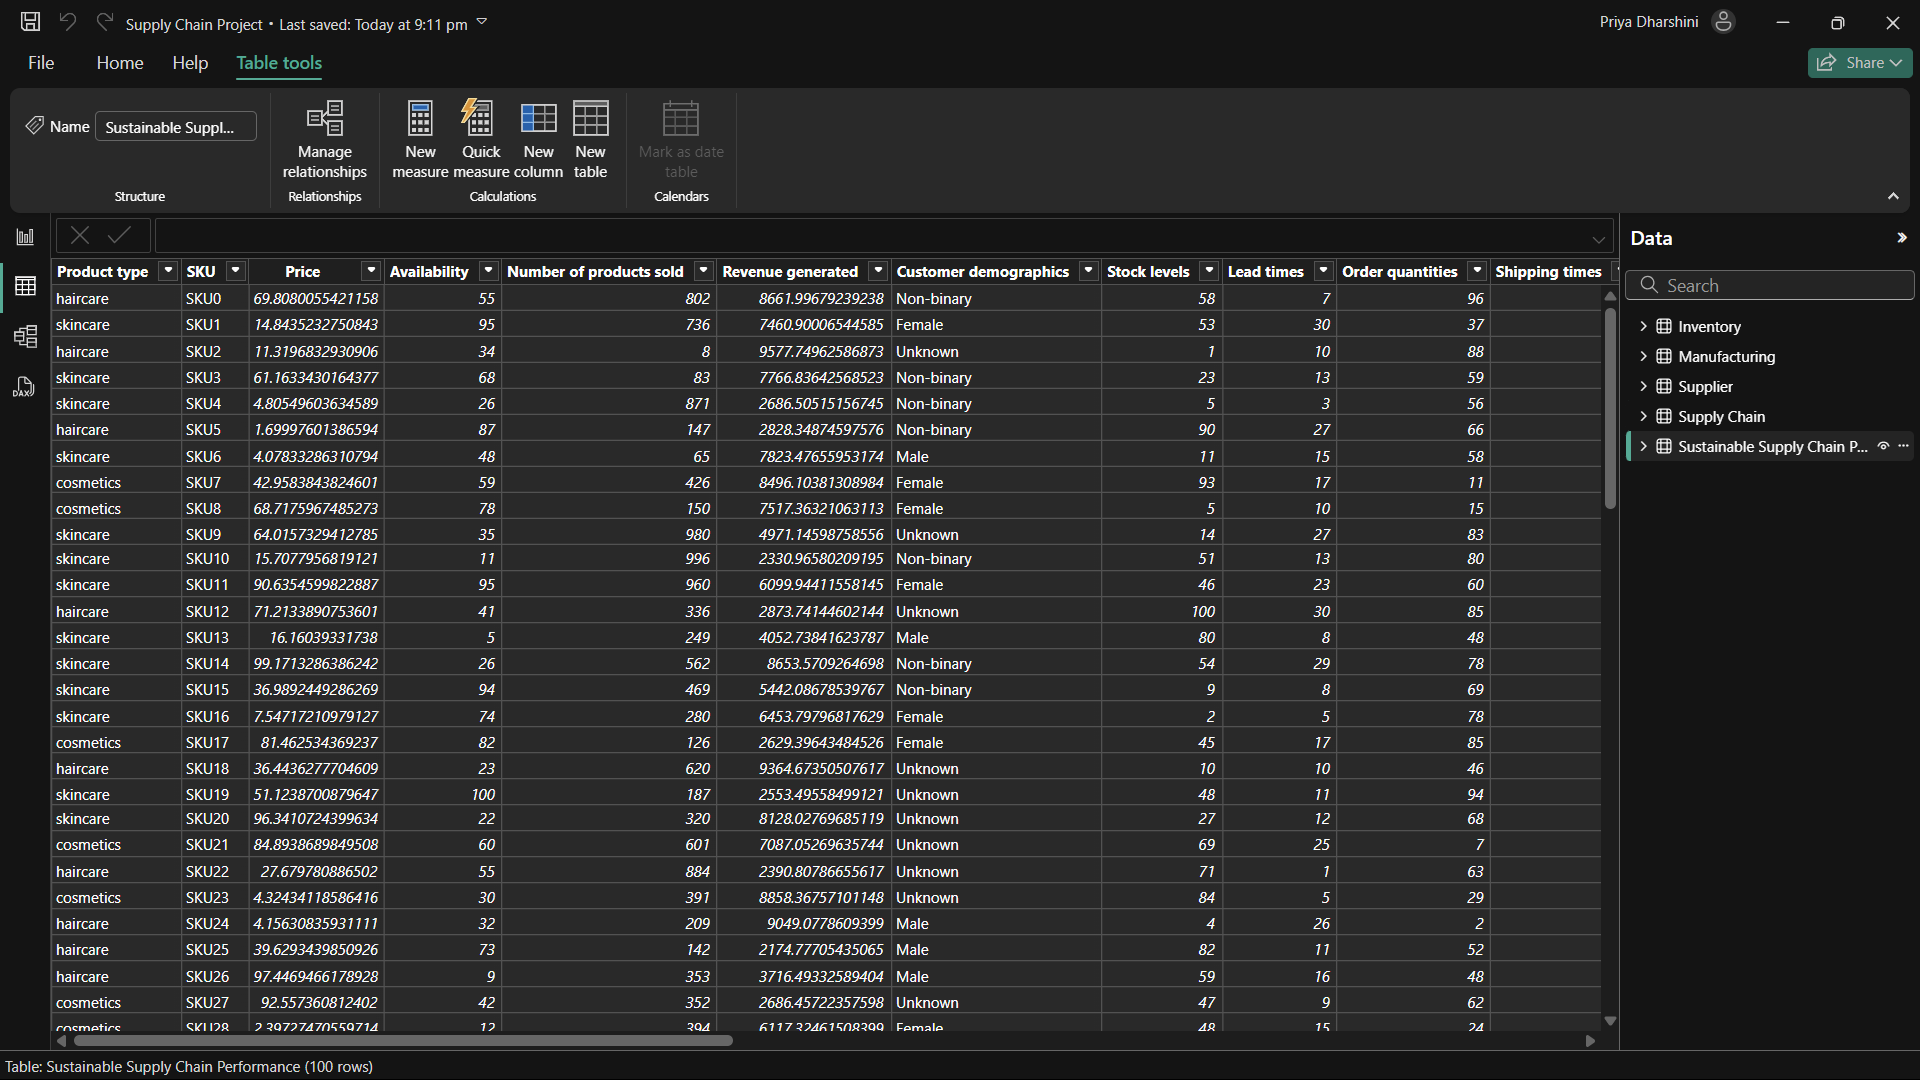 Supply Chain Project • Last saved: Today at 9:11 pm
Priya Dharshini
File Home Help Table tools
Share
Name Sustainable Suppl...
Structure
Manage relationships
Relationships
New measure
Quick measure
New column
New table
Calculations
Mark as date table
Calendars
DAX
Product type SKU Price Availability Number of products sold Revenue generated Customer demographics Stock levels Lead times Order quantities Shipping times
haircare SKU0 69.8080055421158 55 802 8661.99679239238 Non-binary 58 7 96
skincare SKU1 14.8435232750843 95 736 7460.90006544585 Female 53 30 37
haircare SKU2 11.3196832930906 34 8 9577.74962586873 Unknown 1 10 88
skincare SKU3 61.1633430164377 68 83 7766.83642568523 Non-binary 23 13 59
skincare SKU4 4.80549603634589 26 871 2686.50515156745 Non-binary 5 3 56
haircare SKU5 1.69997601386594 87 147 2828.34874597576 Non-binary 90 27 66
skincare SKU6 4.07833286310794 48 65 7823.47655953174 Male 11 15 58
cosmetics SKU7 42.9583843824601 59 426 8496.10381308984 Female 93 17 11
cosmetics SKU8 68.7175967485273 78 150 7517.36321063113 Female 5 10 15
skincare SKU9 64.0157329412785 35 980 4971.14598758556 Unknown 14 27 83
skincare SKU10 15.7077956819121 11 996 2330.96580209195 Non-binary 51 13 80
skincare SKU11 90.6354599822887 95 960 6099.94411558145 Female 46 23 60
haircare SKU12 71.2133890753601 41 336 2873.74144602144 Unknown 100 30 85
skincare SKU13 16.16039331738 5 249 4052.73841623787 Male 80 8 48
skincare SKU14 99.1713286386242 26 562 8653.5709264698 Non-binary 54 29 78
skincare SKU15 36.9892449286269 94 469 5442.08678539767 Non-binary 9 8 69
skincare SKU16 7.54717210979127 74 280 6453.79796817629 Female 2 5 78
cosmetics SKU17 81.462534369237 82 126 2629.39643484526 Female 45 17 85
haircare SKU18 36.4436277704609 23 620 9364.67350507617 Unknown 10 10 46
skincare SKU19 51.1238700879647 100 187 2553.49558499121 Unknown 48 11 94
skincare SKU20 96.3410724399634 22 320 8128.02769685119 Unknown 27 12 68
cosmetics SKU21 84.8938689849508 60 601 7087.05269635744 Unknown 69 25 7
haircare SKU22 27.679780886502 55 884 2390.80786655617 Unknown 71 1 63
cosmetics SKU23 4.32434118586416 30 391 8858.36757101148 Unknown 84 5 29
haircare SKU24 4.15630835931111 32 209 9049.0778609399 Male 4 26 2
haircare SKU25 39.6293439850926 73 142 2174.77705435065 Male 82 11 52
haircare SKU26 97.4469466178928 9 353 3716.49332589404 Male 59 16 48
cosmetics SKU27 92.557360812402 42 352 2686.45722357598 Unknown 47 9 62
cosmetics SKU28 2.39727470559714 12 394 6117.32461508399 Female 48 15 24
Data
Search
Inventory
Manufacturing
Supplier
Supply Chain
Sustainable Supply Chain P...
Table: Sustainable Supply Chain Performance (100 rows)